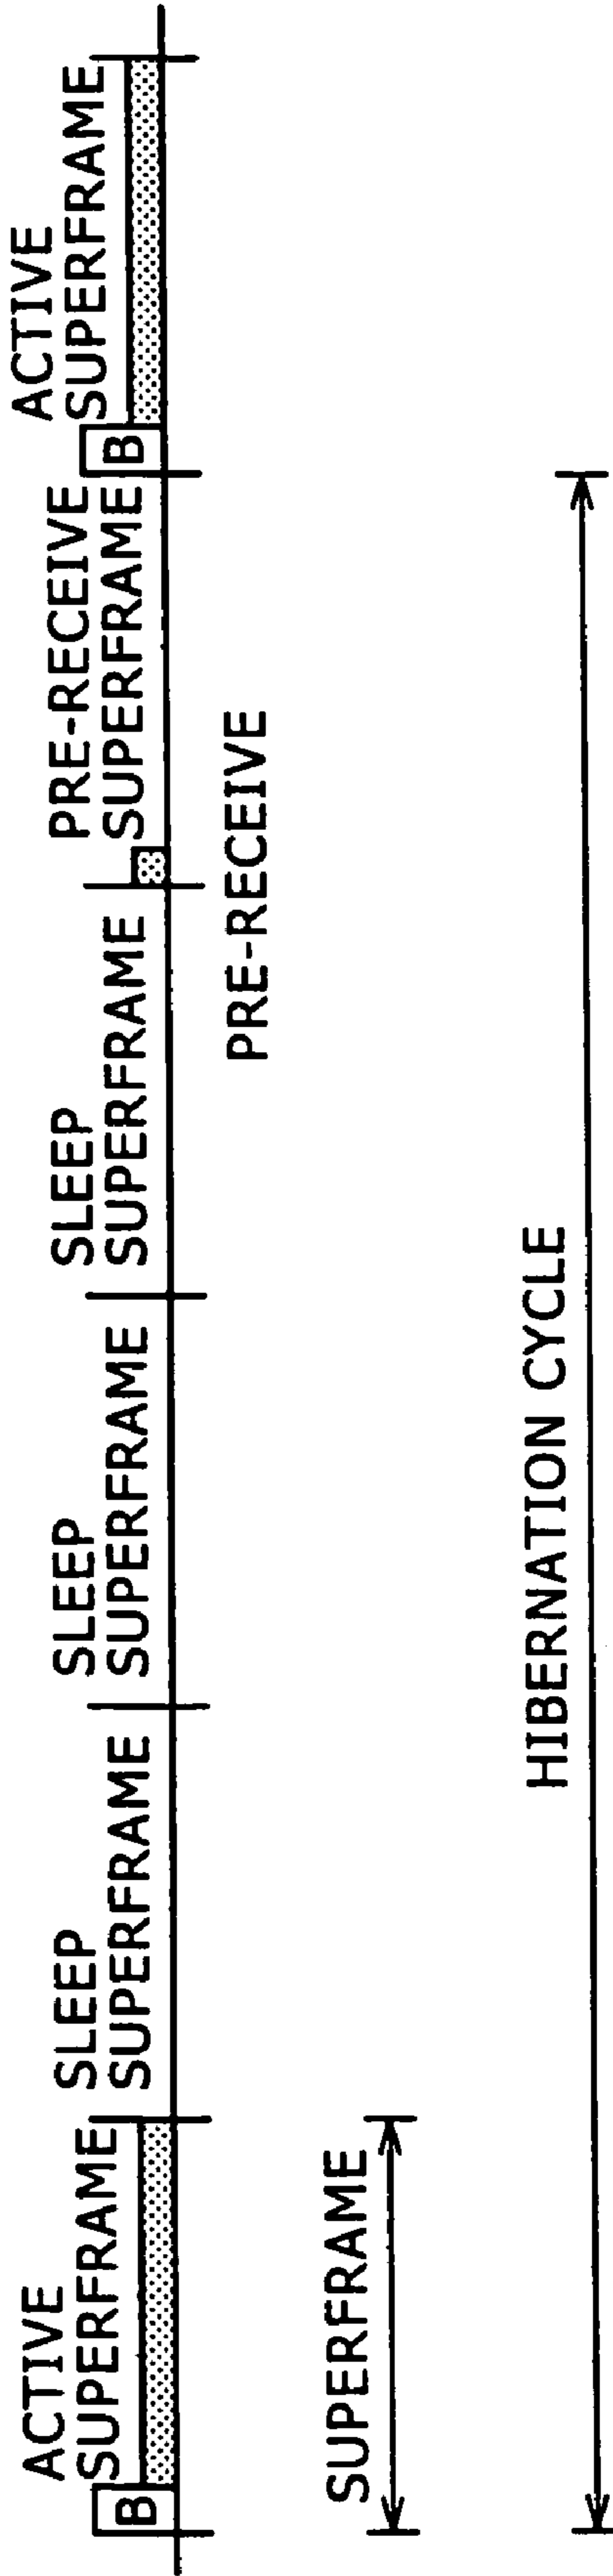 ACTIVE
SUPERFRAME
B
SLEEP
SUPERFRAME
SLEEP
SUPERFRAME
SLEEP
SUPERFRAME
PRE-RECEIVE
SUPERFRAME
B
ACTIVE
SUPERFRAME
PRE-RECEIVE
SUPERFRAME
HIBERNATION CYCLE